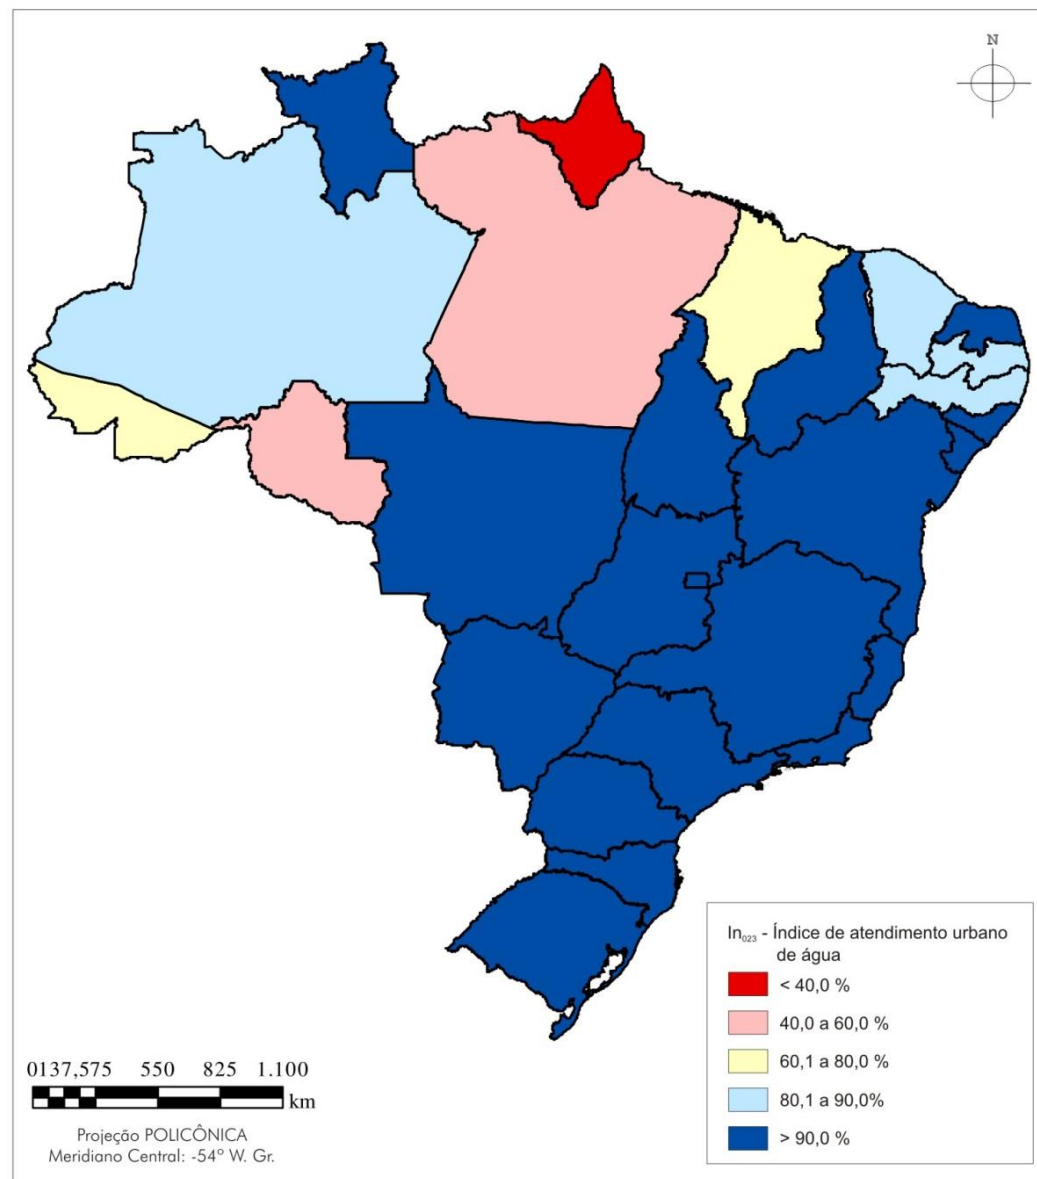 N
In₀₂₃ - Índice de atendimento urbano
de água
< 40,0 %
40,0 a 60,0 %
60,1 a 80,0 %
80,1 a 90,0%
> 90,0 %
0137,575 550 825 1.100
km
Projeção POLICÔNICA
Meridiano Central: -54º W. Gr.